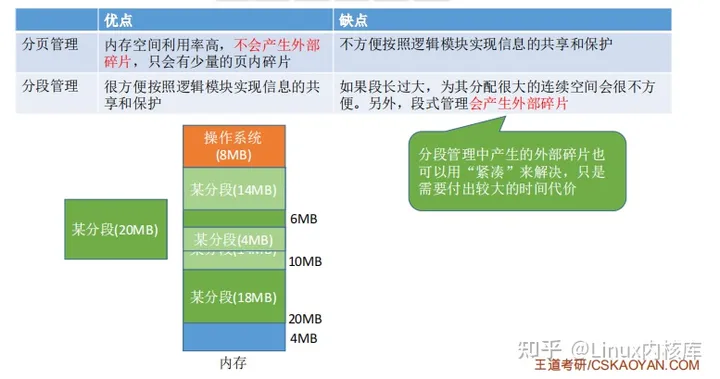 优点
缺点
分页管理
内存空间利用率高，不会产生外部
碎片，只会有少量的页内碎片
不方便按照逻辑模块实现信息的共享和保护
分段管理
很方便按照逻辑模块实现信息的共
享和保护
如果段长过大，为其分配很大的连续空间会很不方
便。另外，段式管理会产生外部碎片
操作系统
(8MB)
某分段(14MB)
6MB
某分段(20MB)
某分段(4MB)
某分段(14MB)
10MB
某分段(18MB)
20MB
4MB
内存
分段管理中产生的外部碎片也
可以用“紧凑”来解决，只是
需要付出较大的时间代价
知乎 @Linux内核库
王道考研/CSKAOYAN.COM